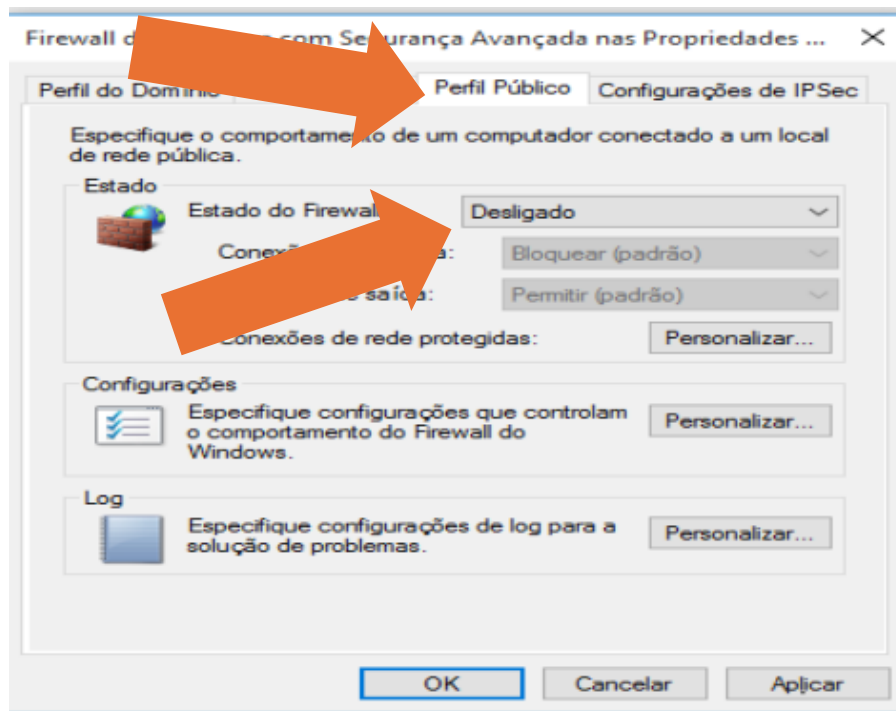 Firewall d com Segurança Avançada nas Propriedades ...
Perfil do Domínio
Perfil Público
Configurações de IPSec
Especifique o comportamento de um computador conectado a um local
de rede pública.
Estado
Estado do Firewall
Desligado
Conexões a:
Bloquear (padrão)
saída:
Permitir (padrão)
Conexões de rede protegidas:
Personalizar...
Configurações
Especifique configurações que controlam
o comportamento do Firewall do
Windows.
Personalizar...
Log
Especifique configurações de log para a
solução de problemas.
Personalizar...
OK
Cancelar
Aplicar